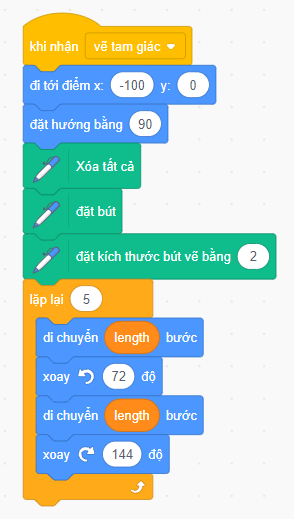 khi nhận vẽ tam giác
đi tới điểm x: -100 y: 0
đặt hướng bằng 90
Xóa tất cả
đặt bút
đặt kích thước bút vẽ bằng 2
lặp lại 5
di chuyển length bước
xoay 72 độ
di chuyển length bước
xoay 144 độ